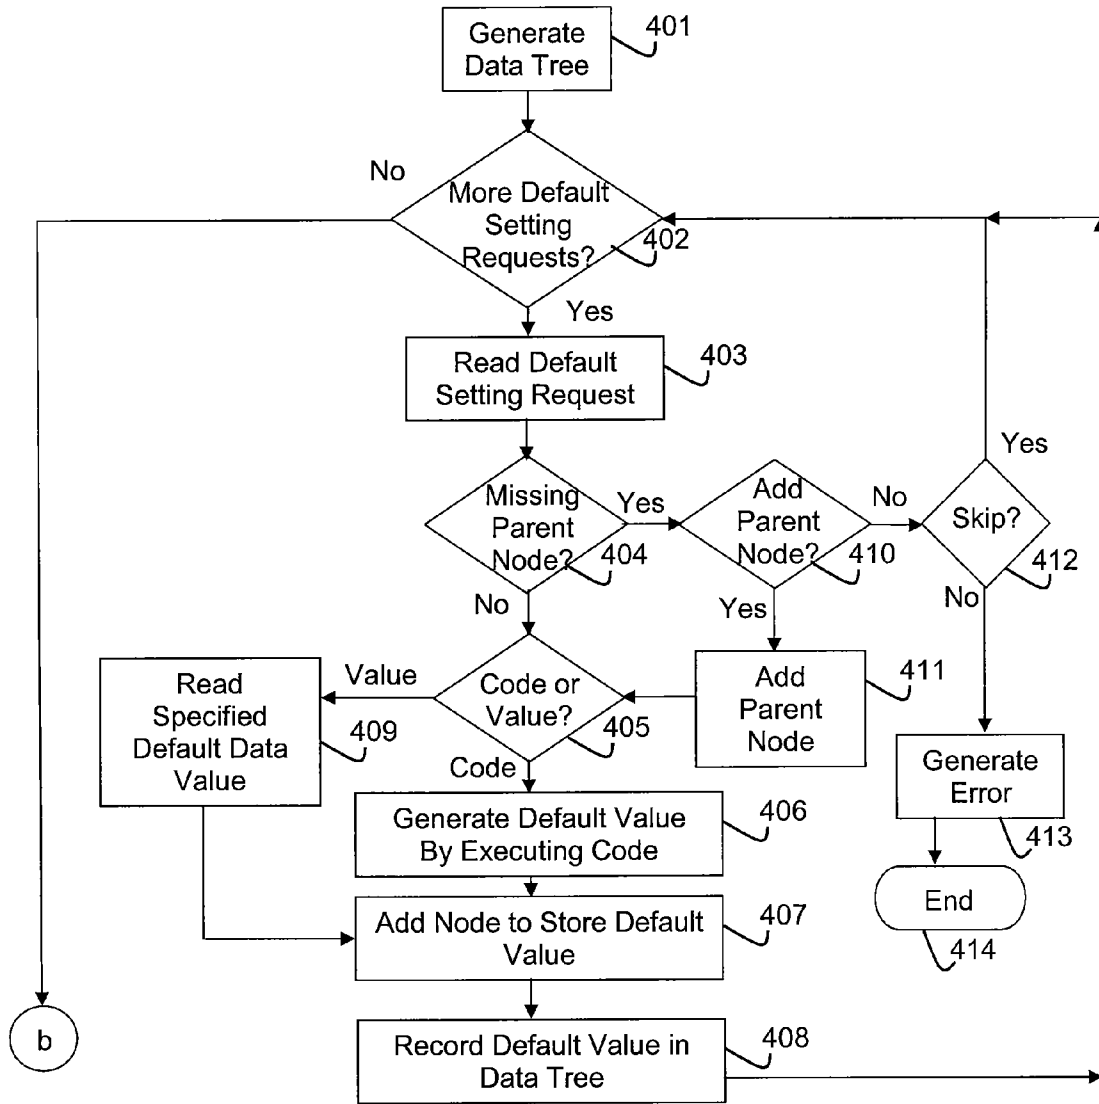 Generate
Data Tree
401
No
More Default
Setting
Requests?
402
Yes
Read Default
Setting Request
403
Missing
Parent
Node?
404
Yes
Add
Parent
Node?
410
No
Skip?
412
Yes
No
Yes
No
Read
Specified
Default Data
Value
409
Value
Code or
Value?
405
Add
Parent
Node
411
Code
Generate
Error
413
Generate Default Value
By Executing Code
406
End
414
Add Node to Store Default
Value
407
b
Record Default Value in
Data Tree
408